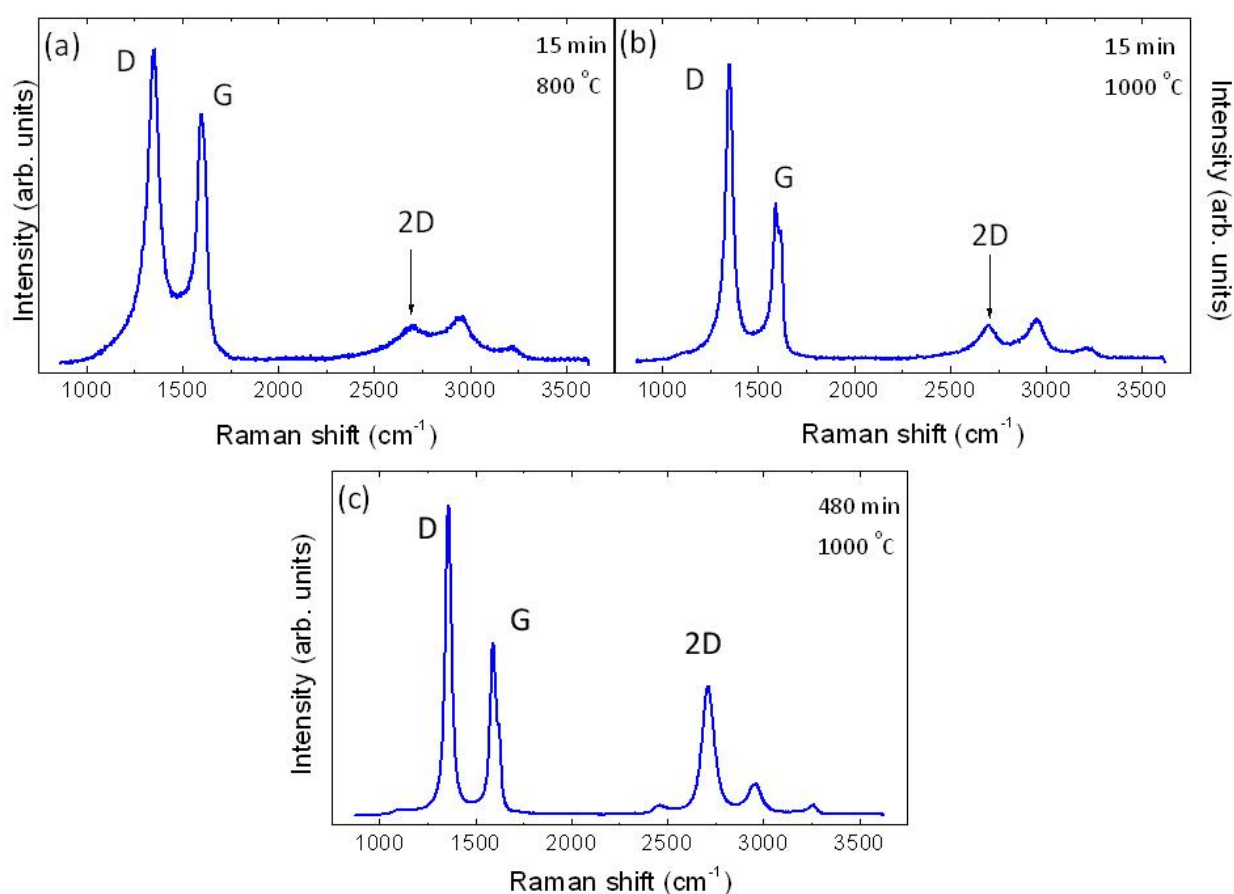 (a)
15 min
800 °C
D
G
2D
Intensity (arb. units)
1000 1500 2000 2500 3000 3500
Raman shift (cm⁻¹)
(b)
15 min
1000 °C
D
G
2D
Intensity (arb. units)
1000 1500 2000 2500 3000 3500
Raman shift (cm⁻¹)
(c)
480 min
1000 °C
D
G
2D
Intensity (arb. units)
1000 1500 2000 2500 3000 3500
Raman shift (cm⁻¹)